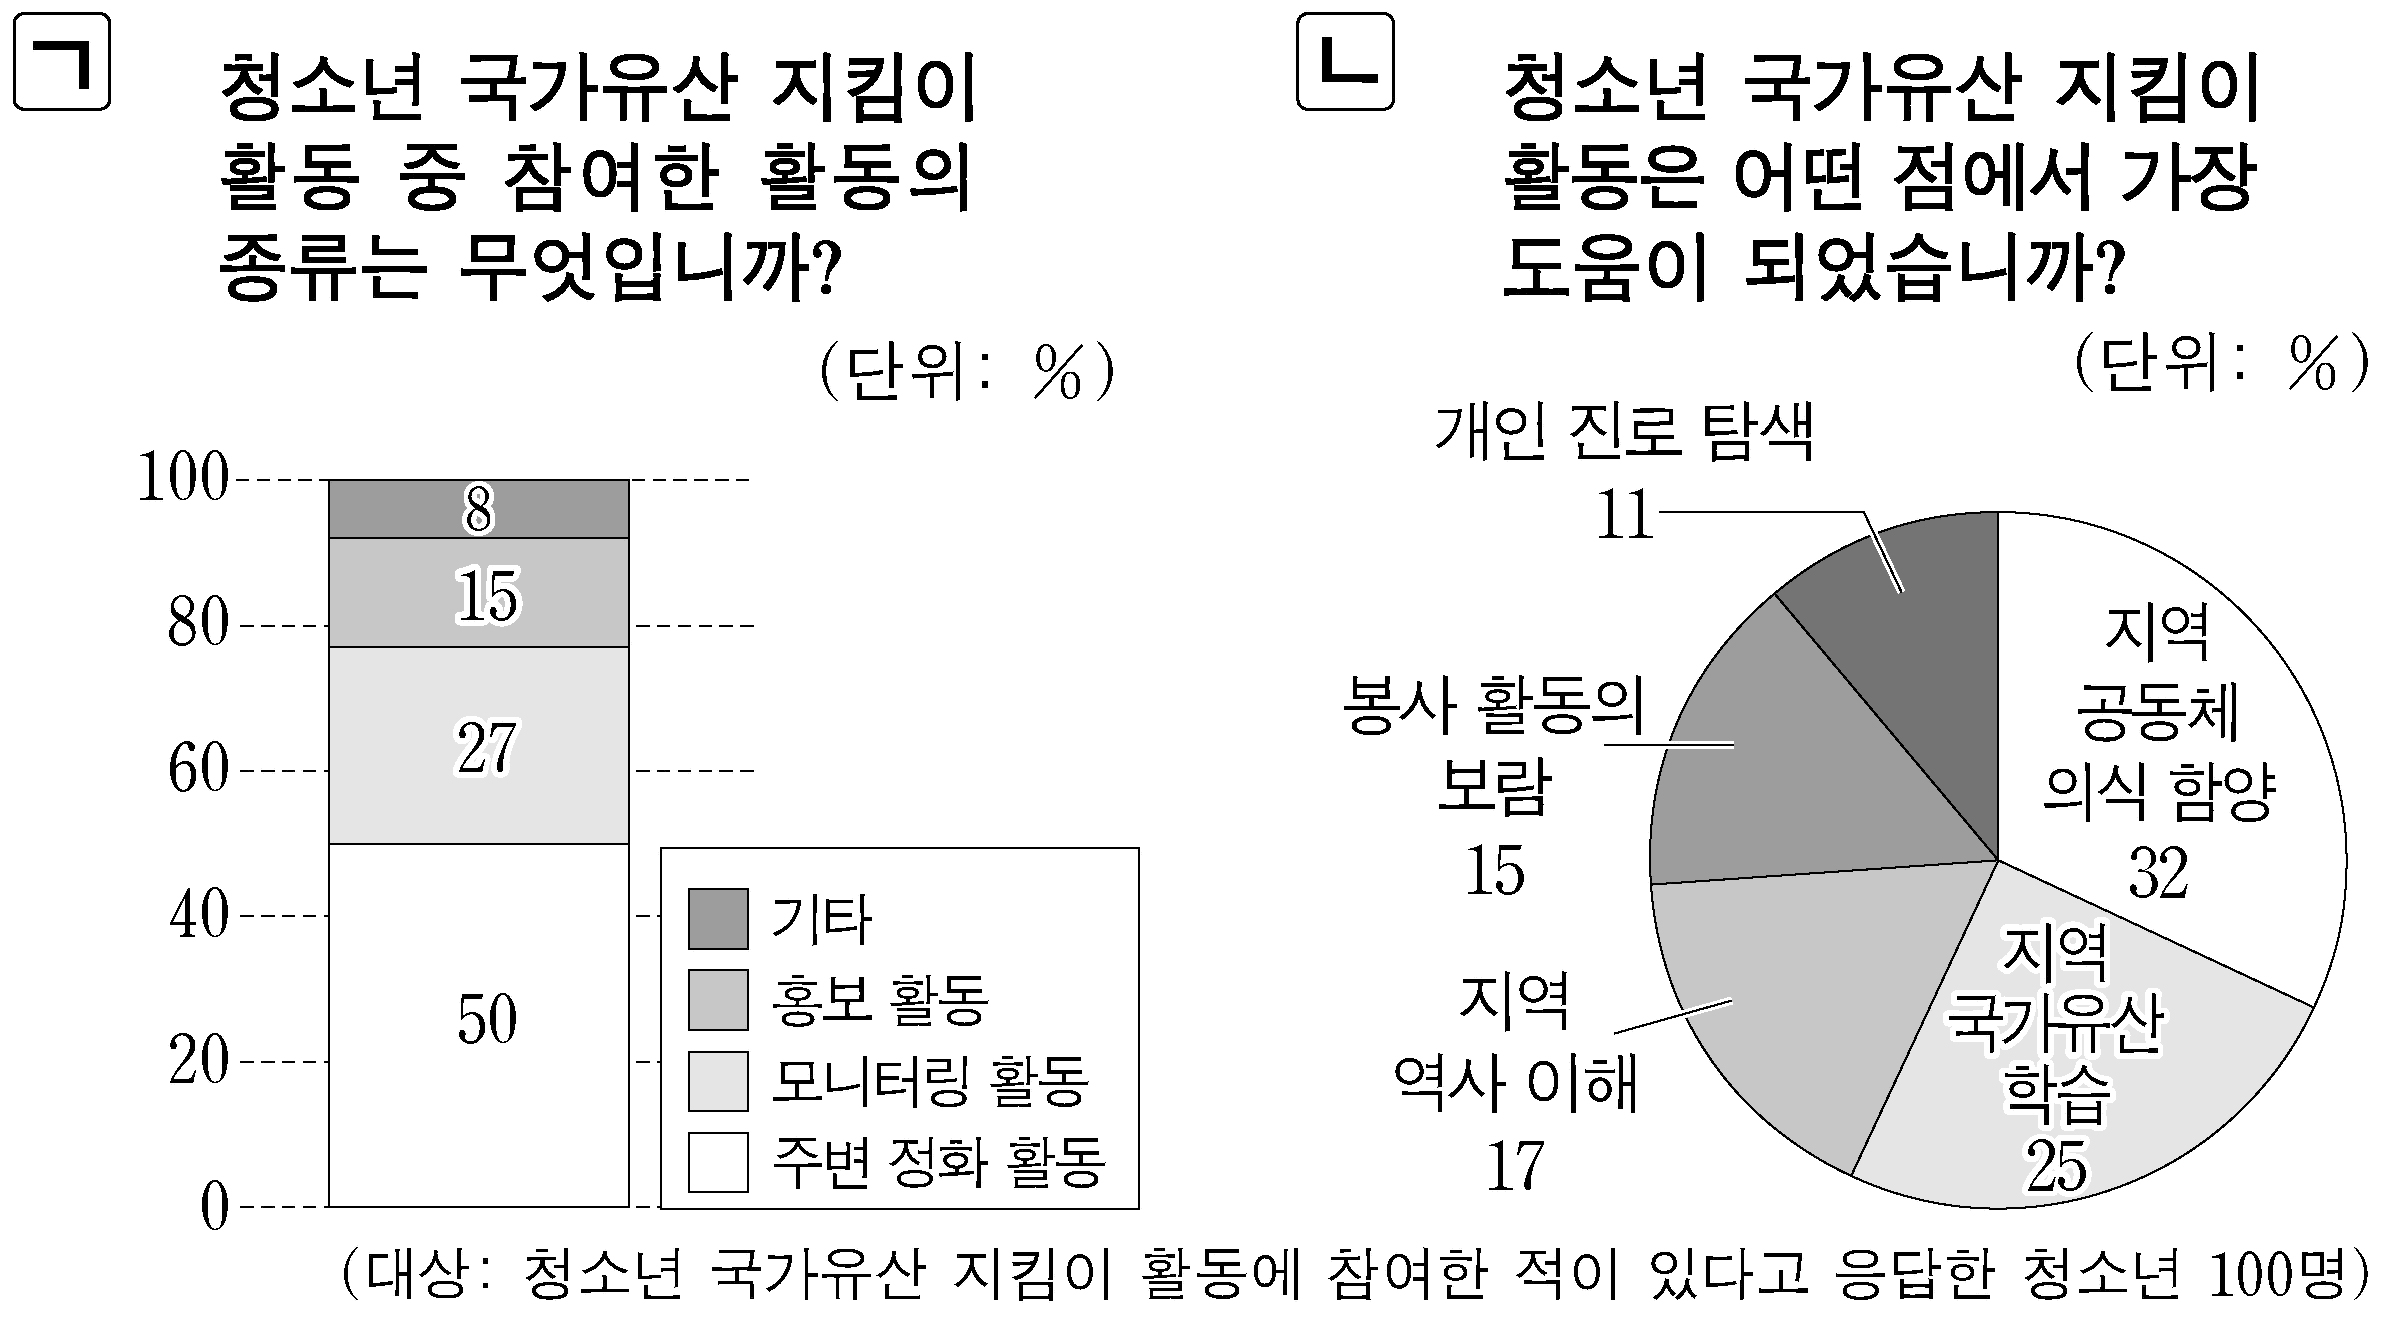 ㄱ
청소년 국가유산 지킴이
활동 중 참여한 활동의
종류는 무엇입니까?
(단위: %)
100
80
60
40
20
0
8
15
27
50
기타
홍보 활동
모니터링 활동
주변 정화 활동
ㄴ
청소년 국가유산 지킴이
활동은 어떤 점에서 가장
도움이 되었습니까?
(단위: %)
개인 진로 탐색
11
봉사 활동의
보람
15
지역
역사 이해
17
지역
공동체
의식 함양
32
지역
국가유산
학습
25
(대상: 청소년 국가유산 지킴이 활동에 참여한 적이 있다고 응답한 청소년 100명)